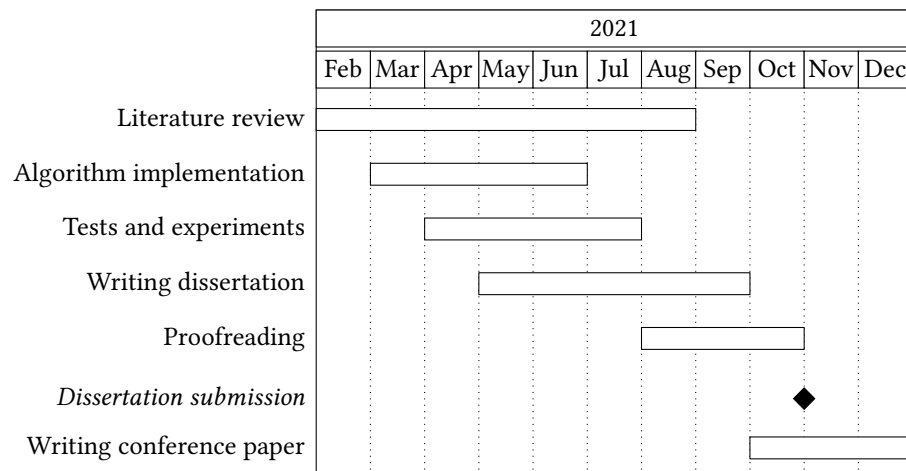 2021
Feb Mar Apr May Jun Jul Aug Sep Oct Nov Dec
Literature review
Algorithm implementation
Tests and experiments
Writing dissertation
Proofreading
Dissertation submission
Writing conference paper